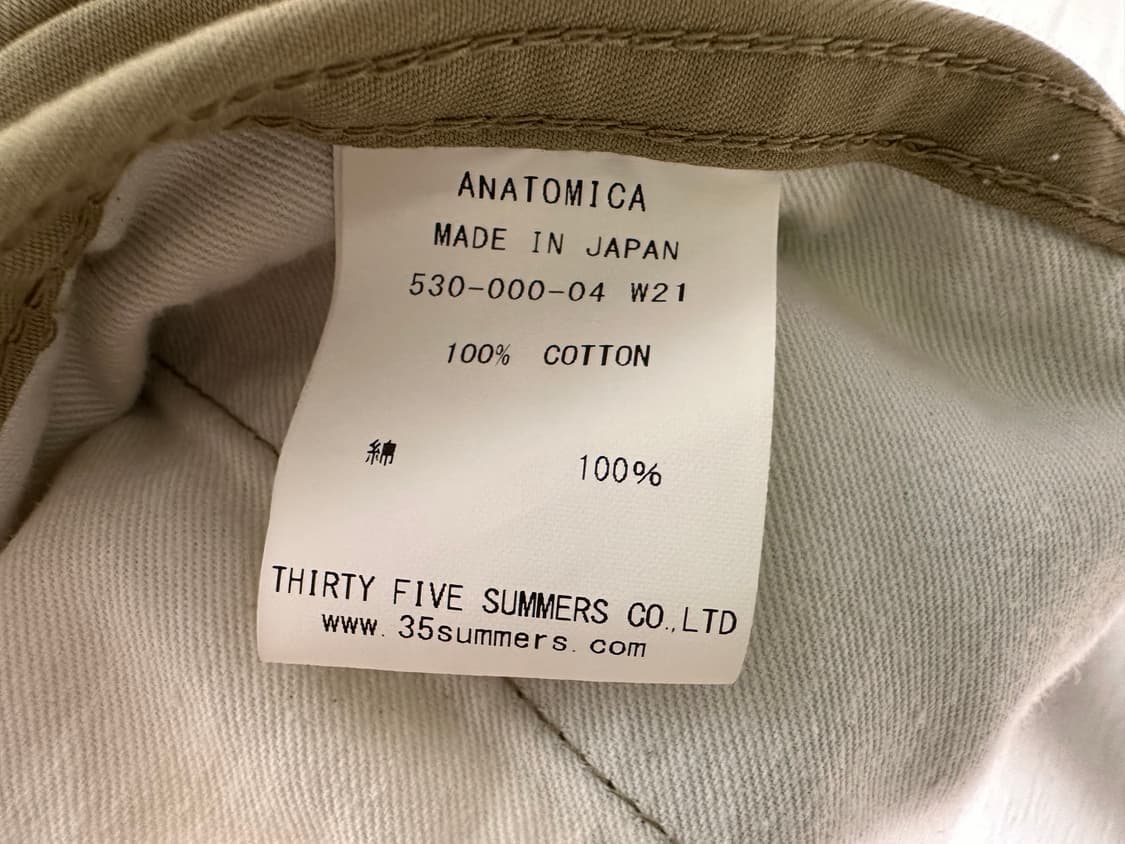 ANATOMICA
MADE IN JAPAN
530-000-04 W21
100% COTTON
綿 100%
THIRTY FIVE SUMMERS CO.,LTD
www.35summers.com